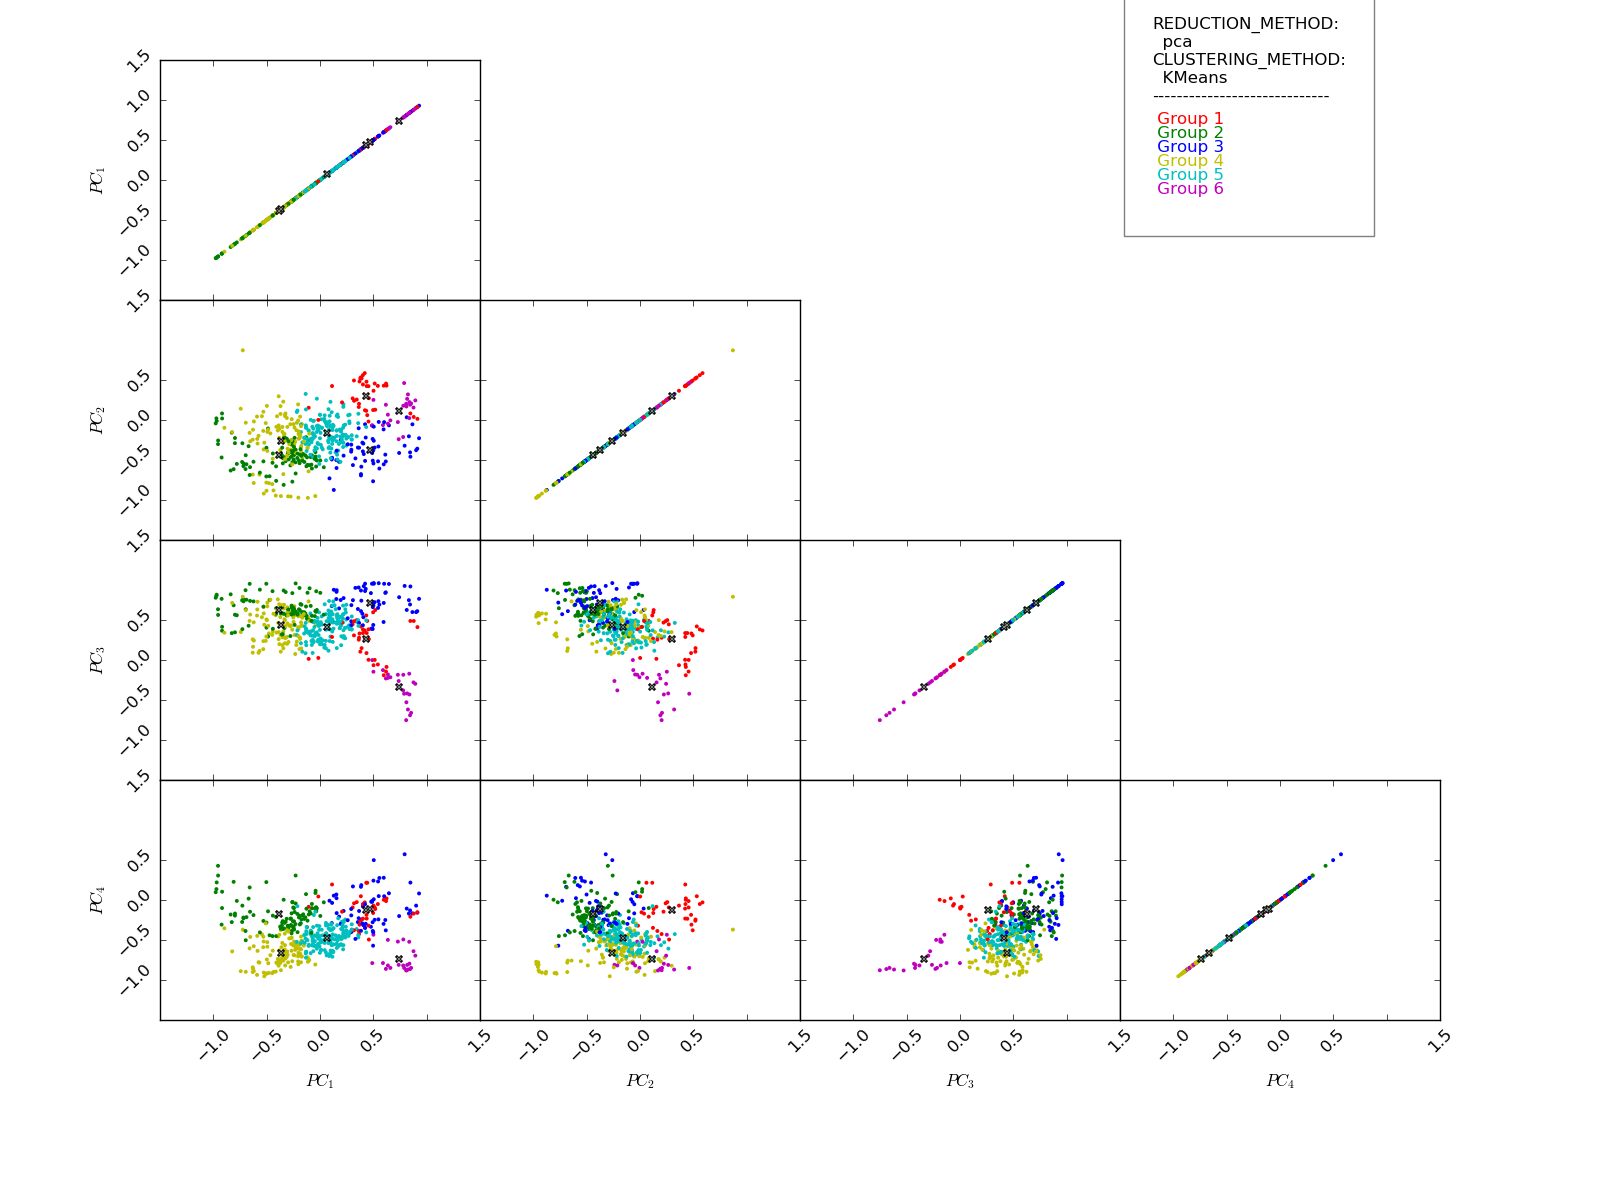 REDUCTION_METHOD:
pca
CLUSTERING_METHOD:
KMeans
------------------------------
Group 1
Group 2
Group 3
Group 4
Group 5
Group 6
1.5
1.0
0.5
0.0
−0.5
−1.0
PC1
1.5
0.5
0.0
−0.5
−1.0
PC2
1.5
0.5
0.0
−0.5
−1.0
PC3
1.5
0.5
0.0
−0.5
−1.0
PC4
−1.0 −0.5 0.0 0.5 1.5 −1.0 −0.5 0.0 0.5 1.5 −1.0 −0.5 0.0 0.5 1.5 −1.0 −0.5 0.0 0.5 1.5
PC1 PC2 PC3 PC4